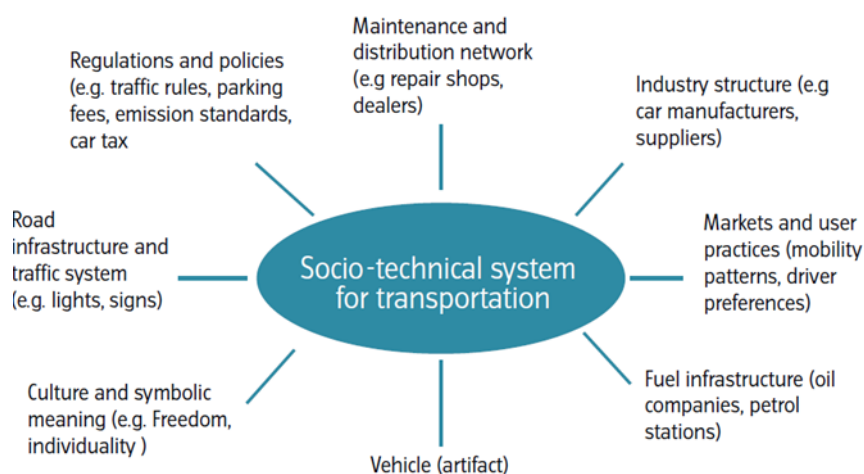 Maintenance and
distribution network
(e.g repair shops,
dealers)
Regulations and policies
(e.g. traffic rules, parking
fees, emission standards,
car tax
Industry structure (e.g
car manufacturers,
suppliers)
Road
infrastructure and
traffic system
(e.g. lights, signs)
Socio-technical system
for transportation
Markets and user
practices (mobility
patterns, driver
preferences)
Culture and symbolic
meaning (e.g. Freedom,
individuality )
Fuel infrastructure (oil
companies, petrol
stations)
Vehicle (artifact)